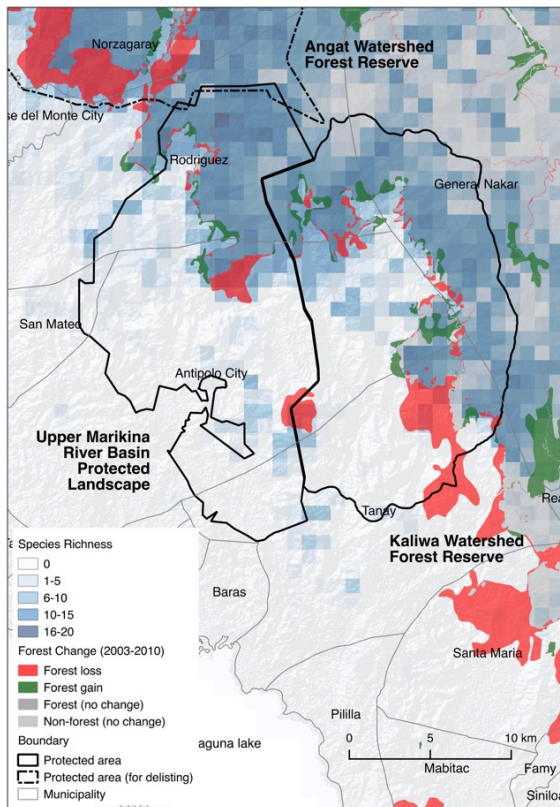 Norzagaray
Angat Watershed
Forest Reserve
se del Monte City
Rodriguez
General Nakar
San Mateo
Antipolo City
Upper Marikina
River Basin
Protected
Landscape
Tanay
Rea
Kaliwa Watershed
Forest Reserve
Species Richness
0
1-5
6-10
10-15
16-20
Forest Change (2003-2010)
Forest loss
Forest gain
Forest (no change)
Non-forest (no change)
Boundary
Protected area
Protected area (for delisting)
Municipality
Baras
Santa Maria
Pililla
aguna lake
0 5 10 km
Mabitac
Famy
Siniloa